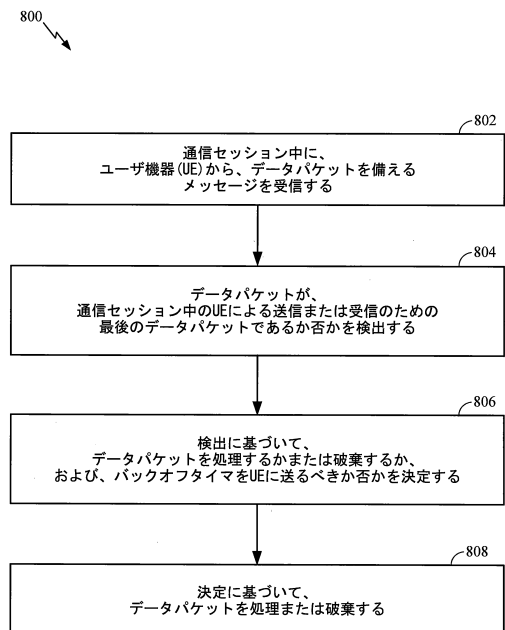 800
802
通信セッション中に、
ユーザ機器(UE)から、データパケットを備える
メッセージを受信する
804
データパケットが、
通信セッション中のUEによる送信または受信のための
最後のデータパケットであるか否かを検出する
806
検出に基づいて、
データパケットを処理するかまたは破棄するか、
および、バックオフタイマをUEに送るべきか否かを決定する
808
決定に基づいて、
データパケットを処理または破棄する